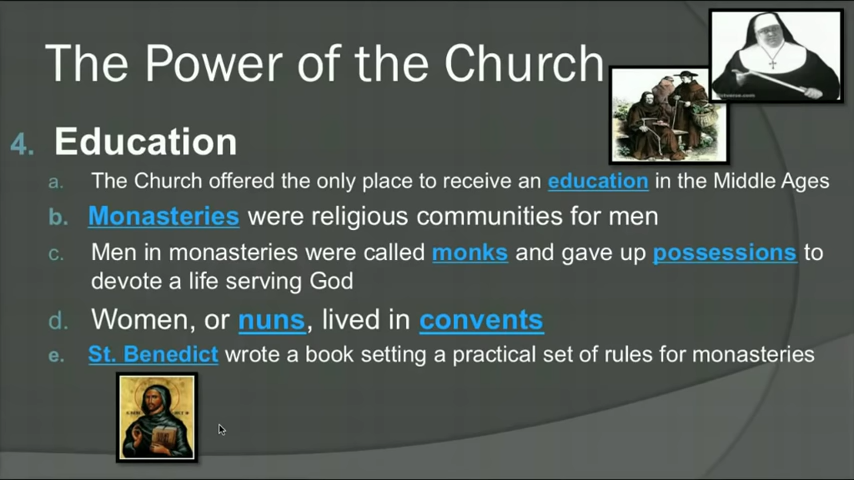 The Power of the Church
4. Education
a. The Church offered the only place to receive an education in the Middle Ages
b. Monasteries were religious communities for men
c. Men in monasteries were called monks and gave up possessions to
devote a life serving God
d. Women, or nuns, lived in convents
e. St. Benedict wrote a book setting a practical set of rules for monasteries